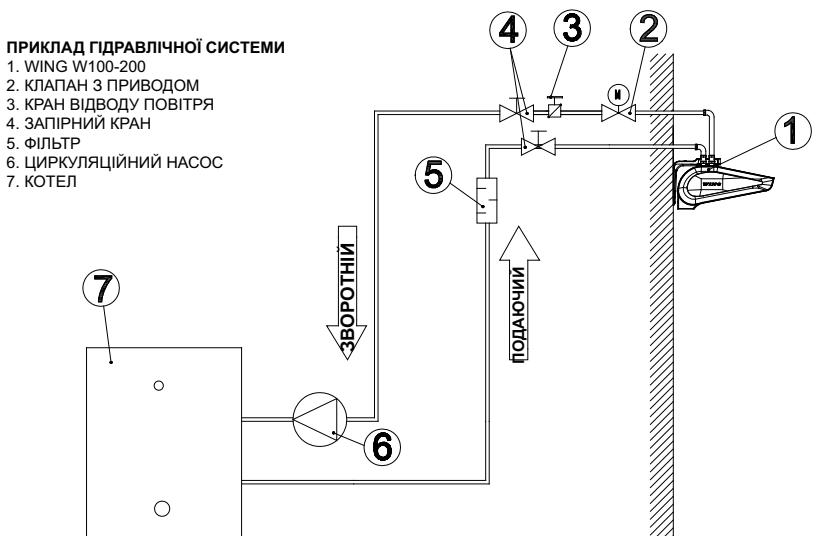 ПРИКЛАД ГІДРАВЛІЧНОЇ СИСТЕМИ
1. WING W100-200
2. КЛАПАН З ПРИВОДОМ
3. КРАН ВІДВОДУ ПОВІТРЯ
4. ЗАПІРНИЙ КРАН
5. ФІЛЬТР
6. ЦИРКУЛЯЦІЙНИЙ НАСОС
7. КОТЕЛ
4
3
2
M
1
5
ЗВОРОТНІЙ
ПОДАЮЧИЙ
7
6